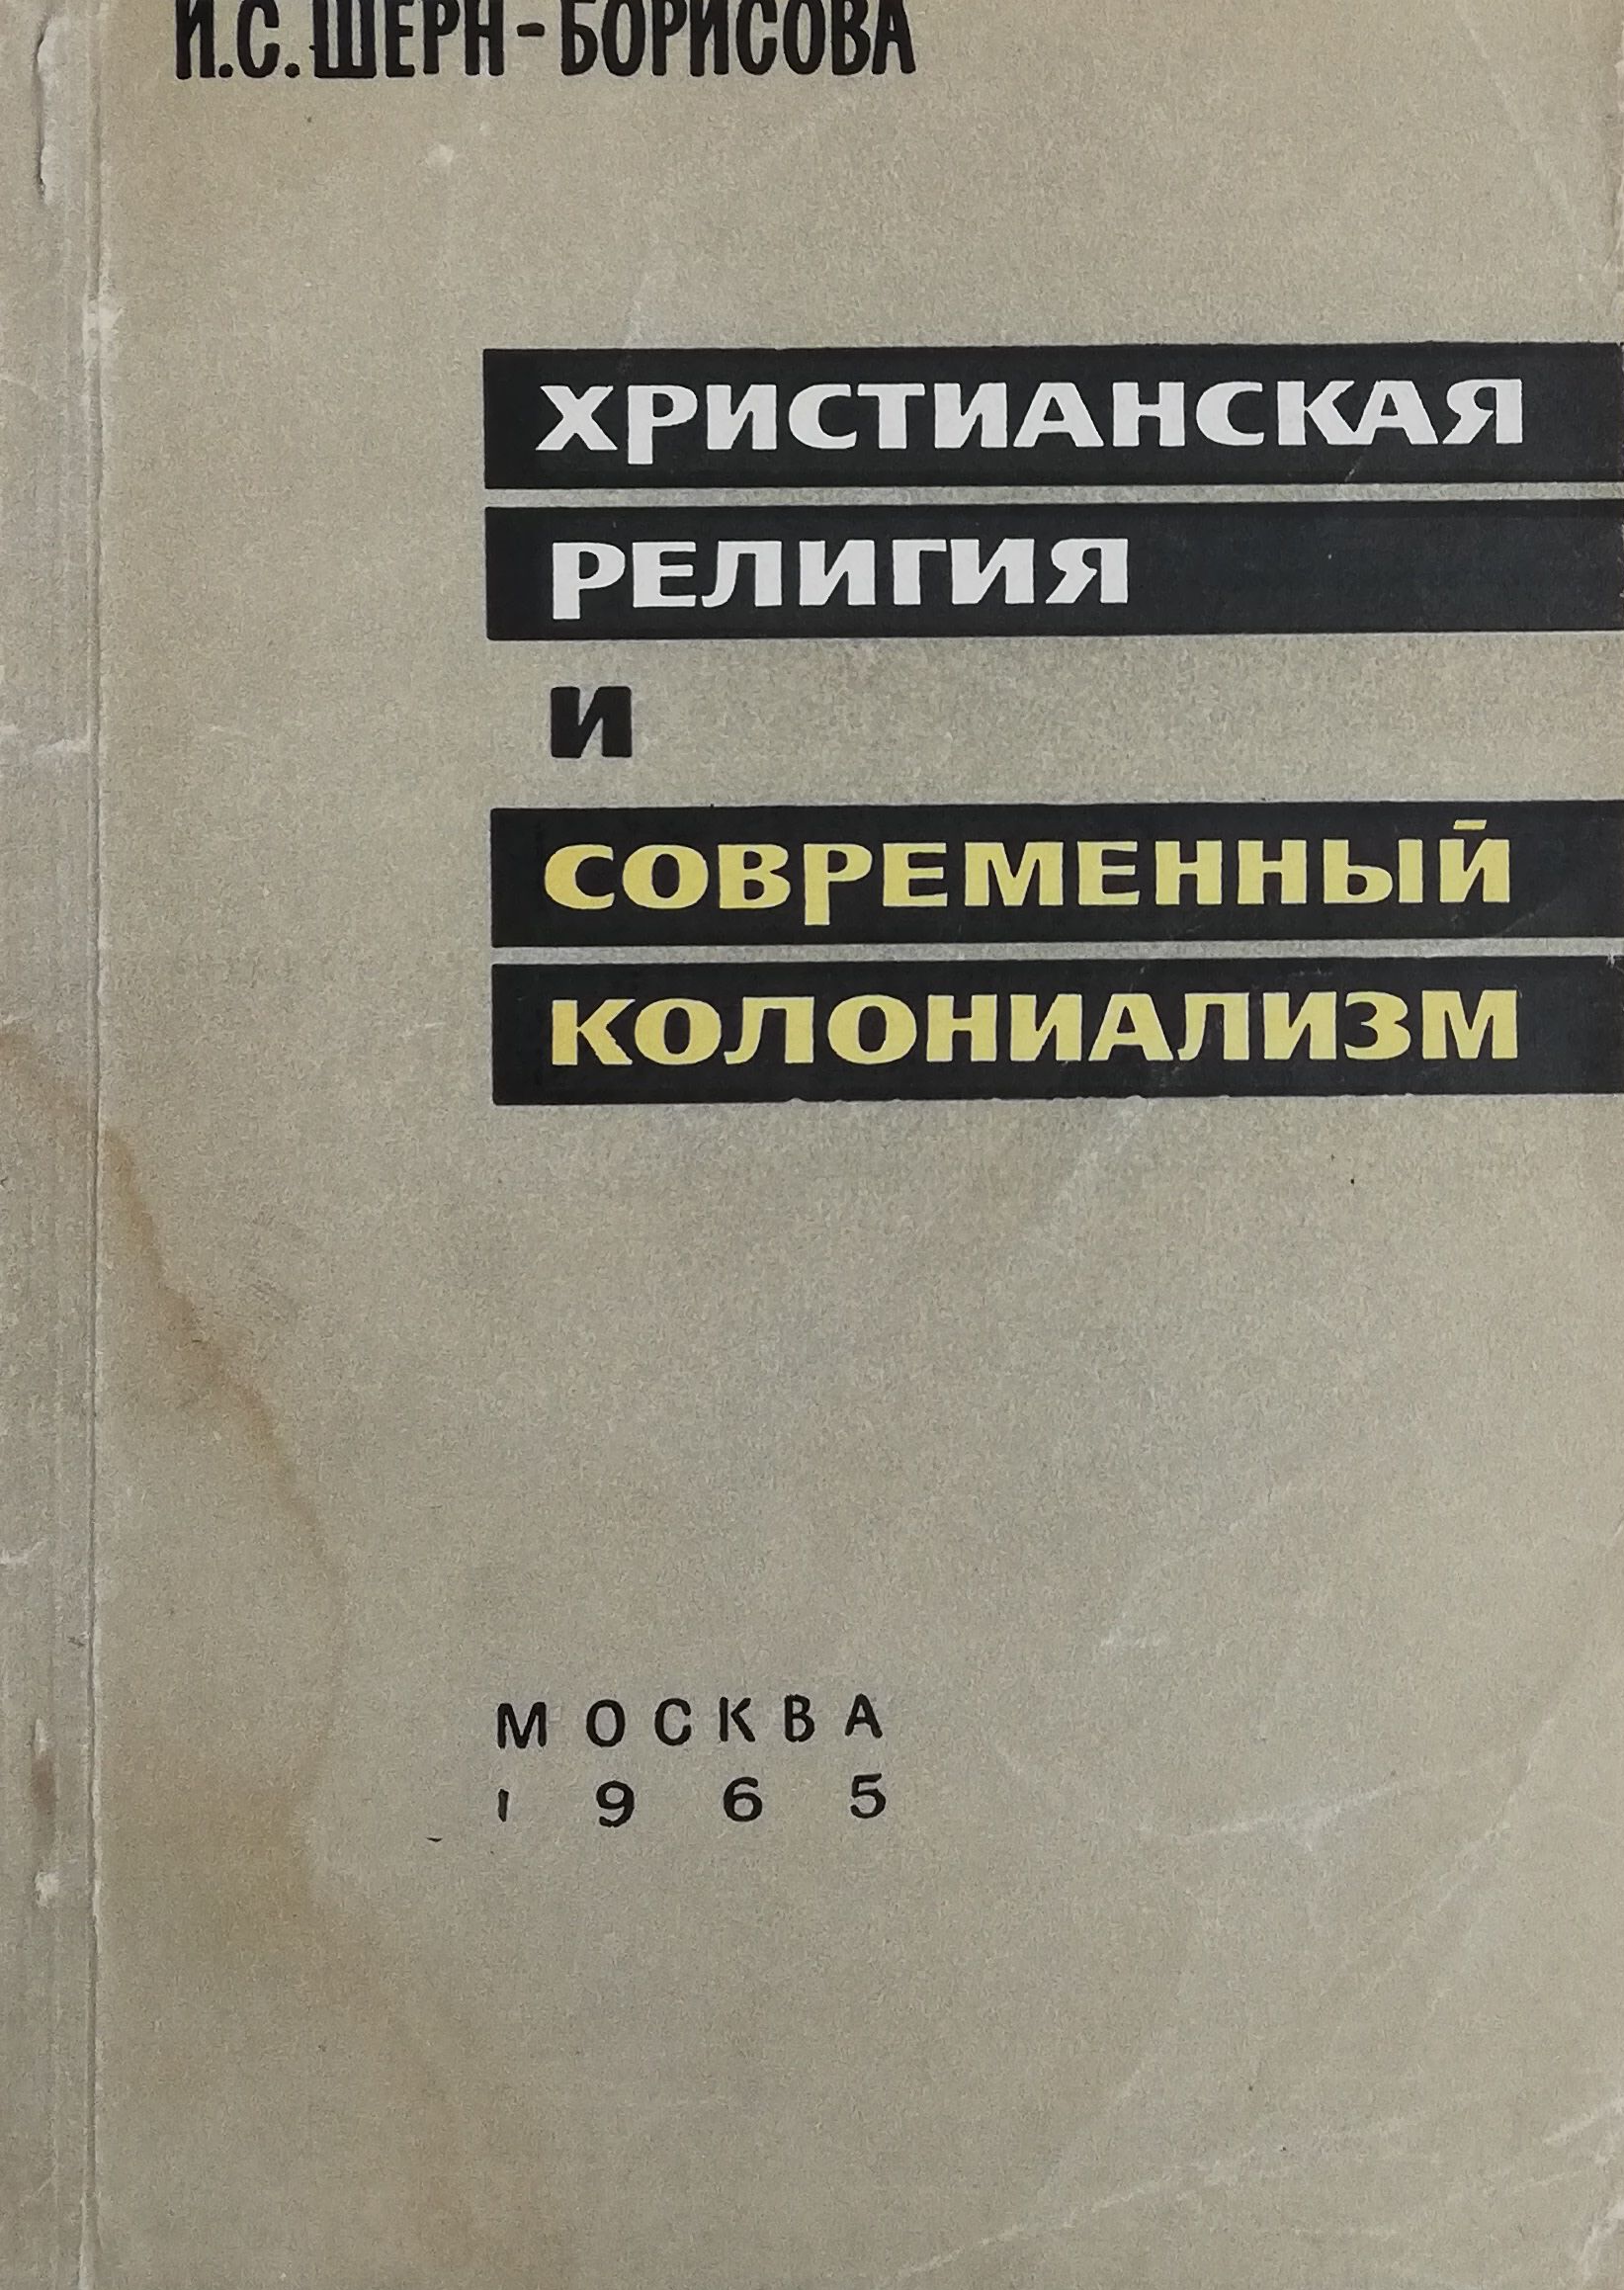 И.С. ШЕРН-БОРИСОВА
ХРИСТИАНСКАЯ
РЕЛИГИЯ
И
СОВРЕМЕННЫЙ
КОЛОНИАЛИЗМ
МОСКВА
1965